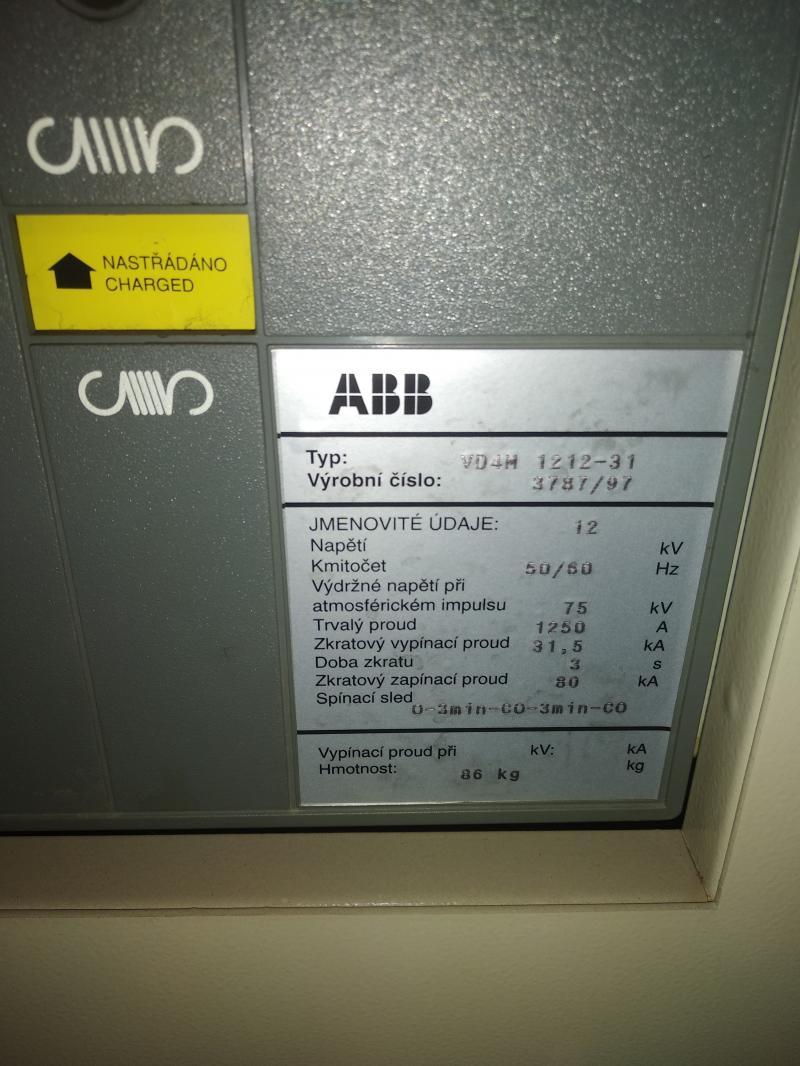 NASTŘÁDÁNO
CHARGED
ABB
Typ: VD4M 1212-31
Výrobní číslo: 3787/97
JMENOVITÉ ÚDAJE: 12
Napětí kV
Kmitočet 50/60 Hz
Výdržné napětí při
atmosférickém impulsu 75 kV
Trvalý proud 1250 A
Zkratový vypínací proud 31,5 kA
Doba zkratu 3 s
Zkratový zapínací proud 80 kA
Spínací sled O-3min-CO-3min-CO
Vypínací proud při kV: kA
Hmotnost: 86 kg kg